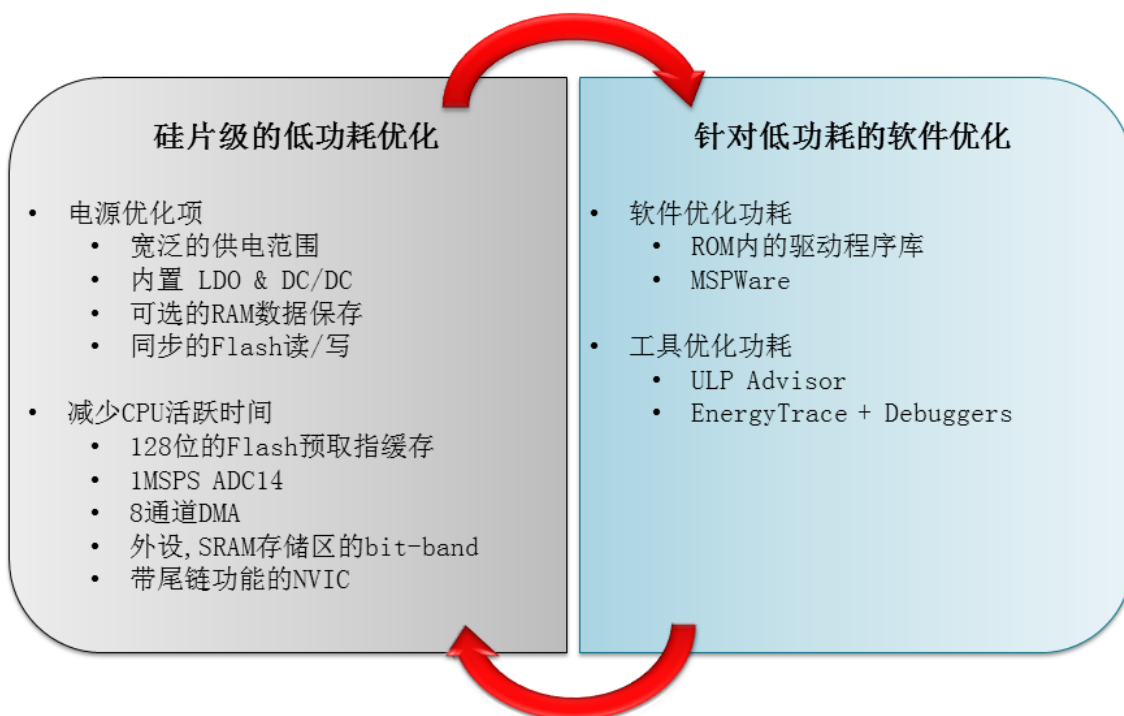 硅片级的低功耗优化
• 电源优化项
• 宽泛的供电范围
• 内置 LDO & DC/DC
• 可选的RAM数据保存
• 同步的Flash读/写
• 减少CPU活跃时间
• 128位的Flash预取指缓存
• 1MSPS ADC14
• 8通道DMA
• 外设,SRAM存储区的bit-band
• 带尾链功能的NVIC
针对低功耗的软件优化
• 软件优化功耗
• ROM内的驱动程序库
• MSPWare
• 工具优化功耗
• ULP Advisor
• EnergyTrace + Debuggers